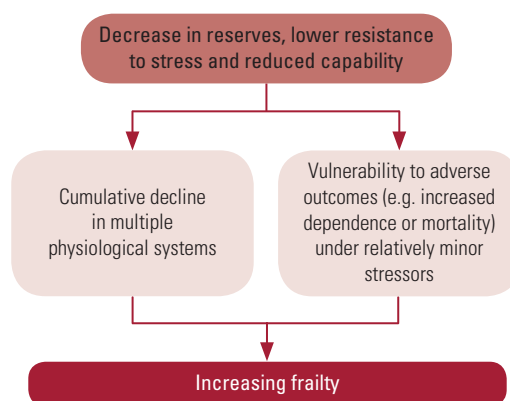 Decrease in reserves, lower resistance
to stress and reduced capability
Cumulative decline
in multiple
physiological systems
Vulnerability to adverse
outcomes (e.g. increased
dependence or mortality)
under relatively minor
stressors
Increasing frailty